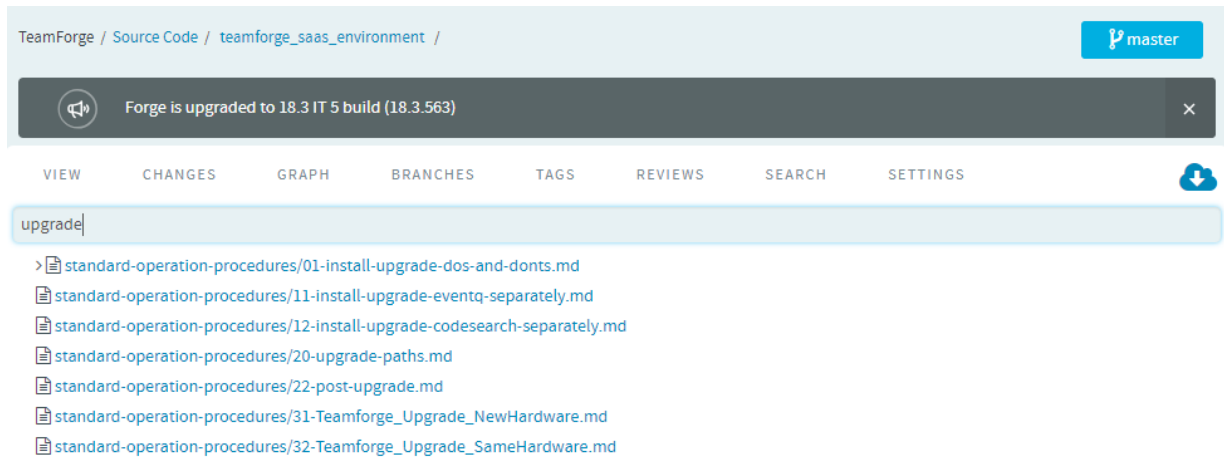 TeamForge / Source Code / teamforge_saas_environment /
master
Forge is upgraded to 18.3 IT 5 build (18.3.563)
VIEW CHANGES GRAPH BRANCHES TAGS REVIEWS SEARCH SETTINGS
upgrade
standard-operation-procedures/01-install-upgrade-dos-and-donts.md
standard-operation-procedures/11-install-upgrade-eventq-separately.md
standard-operation-procedures/12-install-upgrade-codesearch-separately.md
standard-operation-procedures/20-upgrade-paths.md
standard-operation-procedures/22-post-upgrade.md
standard-operation-procedures/31-Teamforge_Upgrade_NewHardware.md
standard-operation-procedures/32-Teamforge_Upgrade_SameHardware.md